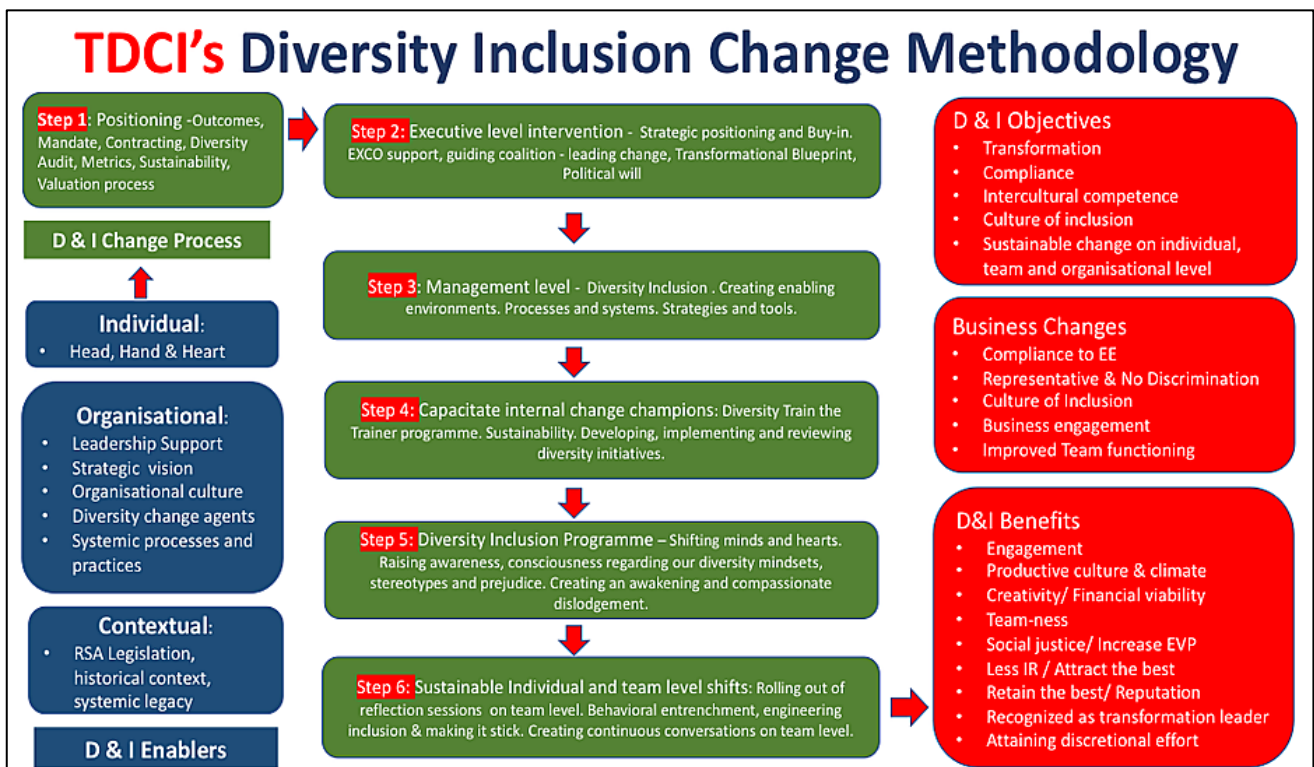 TDCI's Diversity Inclusion Change Methodology
Step 1: Positioning -Outcomes,
Mandate, Contracting, Diversity
Audit, Metrics, Sustainability,
Valuation process
D & I Change Process
Individual:
• Head, Hand & Heart
Organisational:
• Leadership Support
• Strategic vision
• Organisational culture
• Diversity change agents
• Systemic processes and
practices
Contextual:
• RSA Legislation,
historical context,
systemic legacy
D & I Enablers
Step 2: Executive level intervention - Strategic positioning and Buy-in.
EXCO support, guiding coalition - leading change, Transformational Blueprint,
Political will
Step 3: Management level - Diversity Inclusion . Creating enabling
environments. Processes and systems. Strategies and tools.
Step 4: Capacitate internal change champions: Diversity Train the
Trainer programme. Sustainability. Developing, implementing and reviewing
diversity initiatives.
Step 5: Diversity Inclusion Programme – Shifting minds and hearts.
Raising awareness, consciousness regarding our diversity mindsets,
stereotypes and prejudice. Creating an awakening and compassionate
dislodgement.
Step 6: Sustainable Individual and team level shifts: Rolling out of
reflection sessions on team level. Behavioral entrenchment, engineering
inclusion & making it stick. Creating continuous conversations on team level.
D & I Objectives
• Transformation
• Compliance
• Intercultural competence
• Culture of inclusion
• Sustainable change on individual,
team and organisational level
Business Changes
• Compliance to EE
• Representative & No Discrimination
• Culture of Inclusion
• Business engagement
• Improved Team functioning
D&I Benefits
• Engagement
• Productive culture & climate
• Creativity/ Financial viability
• Team-ness
• Social justice/ Increase EVP
• Less IR / Attract the best
• Retain the best/ Reputation
• Recognized as transformation leader
• Attaining discretional effort